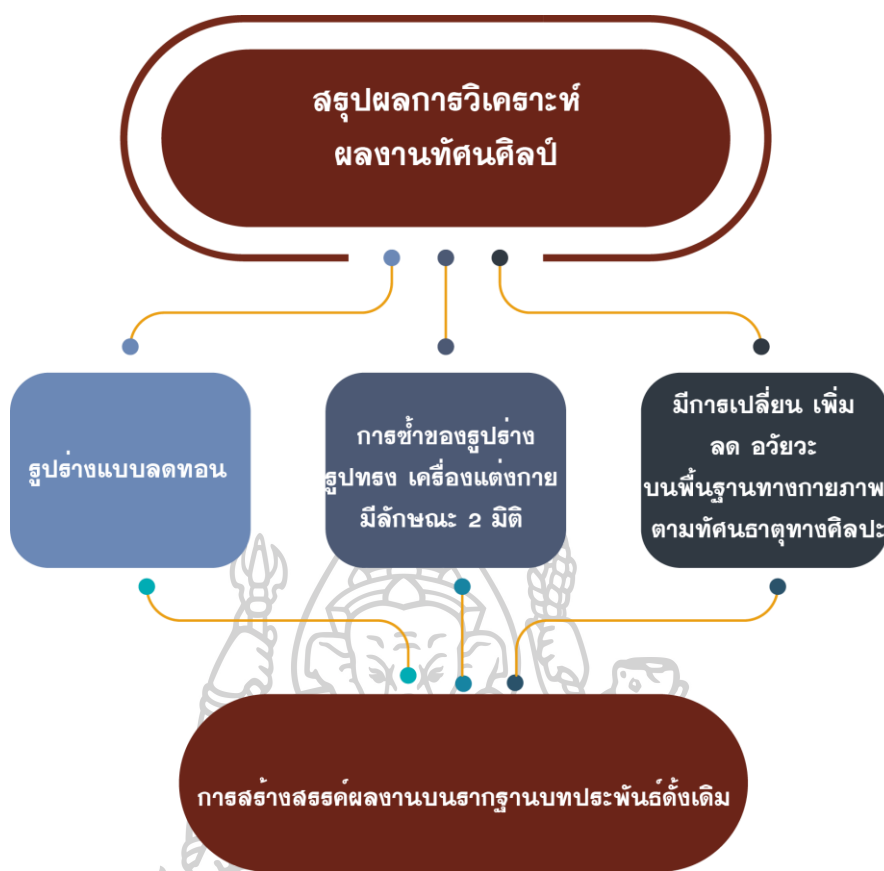 สรุปผลการวิเคราะห์
ผลงานทัศนศิลป์
รูปร่างแบบลดทอน
การซ้ำของรูปร่าง
รูปทรง เครื่องแต่งกาย
มีลักษณะ 2 มิติ
มีการเปลี่ยน เพิ่ม
ลด อวัยวะ
บนพื้นฐานทางกายภาพ
ตามทัศนธาตุทางศิลปะ
การสร้างสรรค์ผลงานบนรากฐานบทประพันธ์ดั้งเดิม